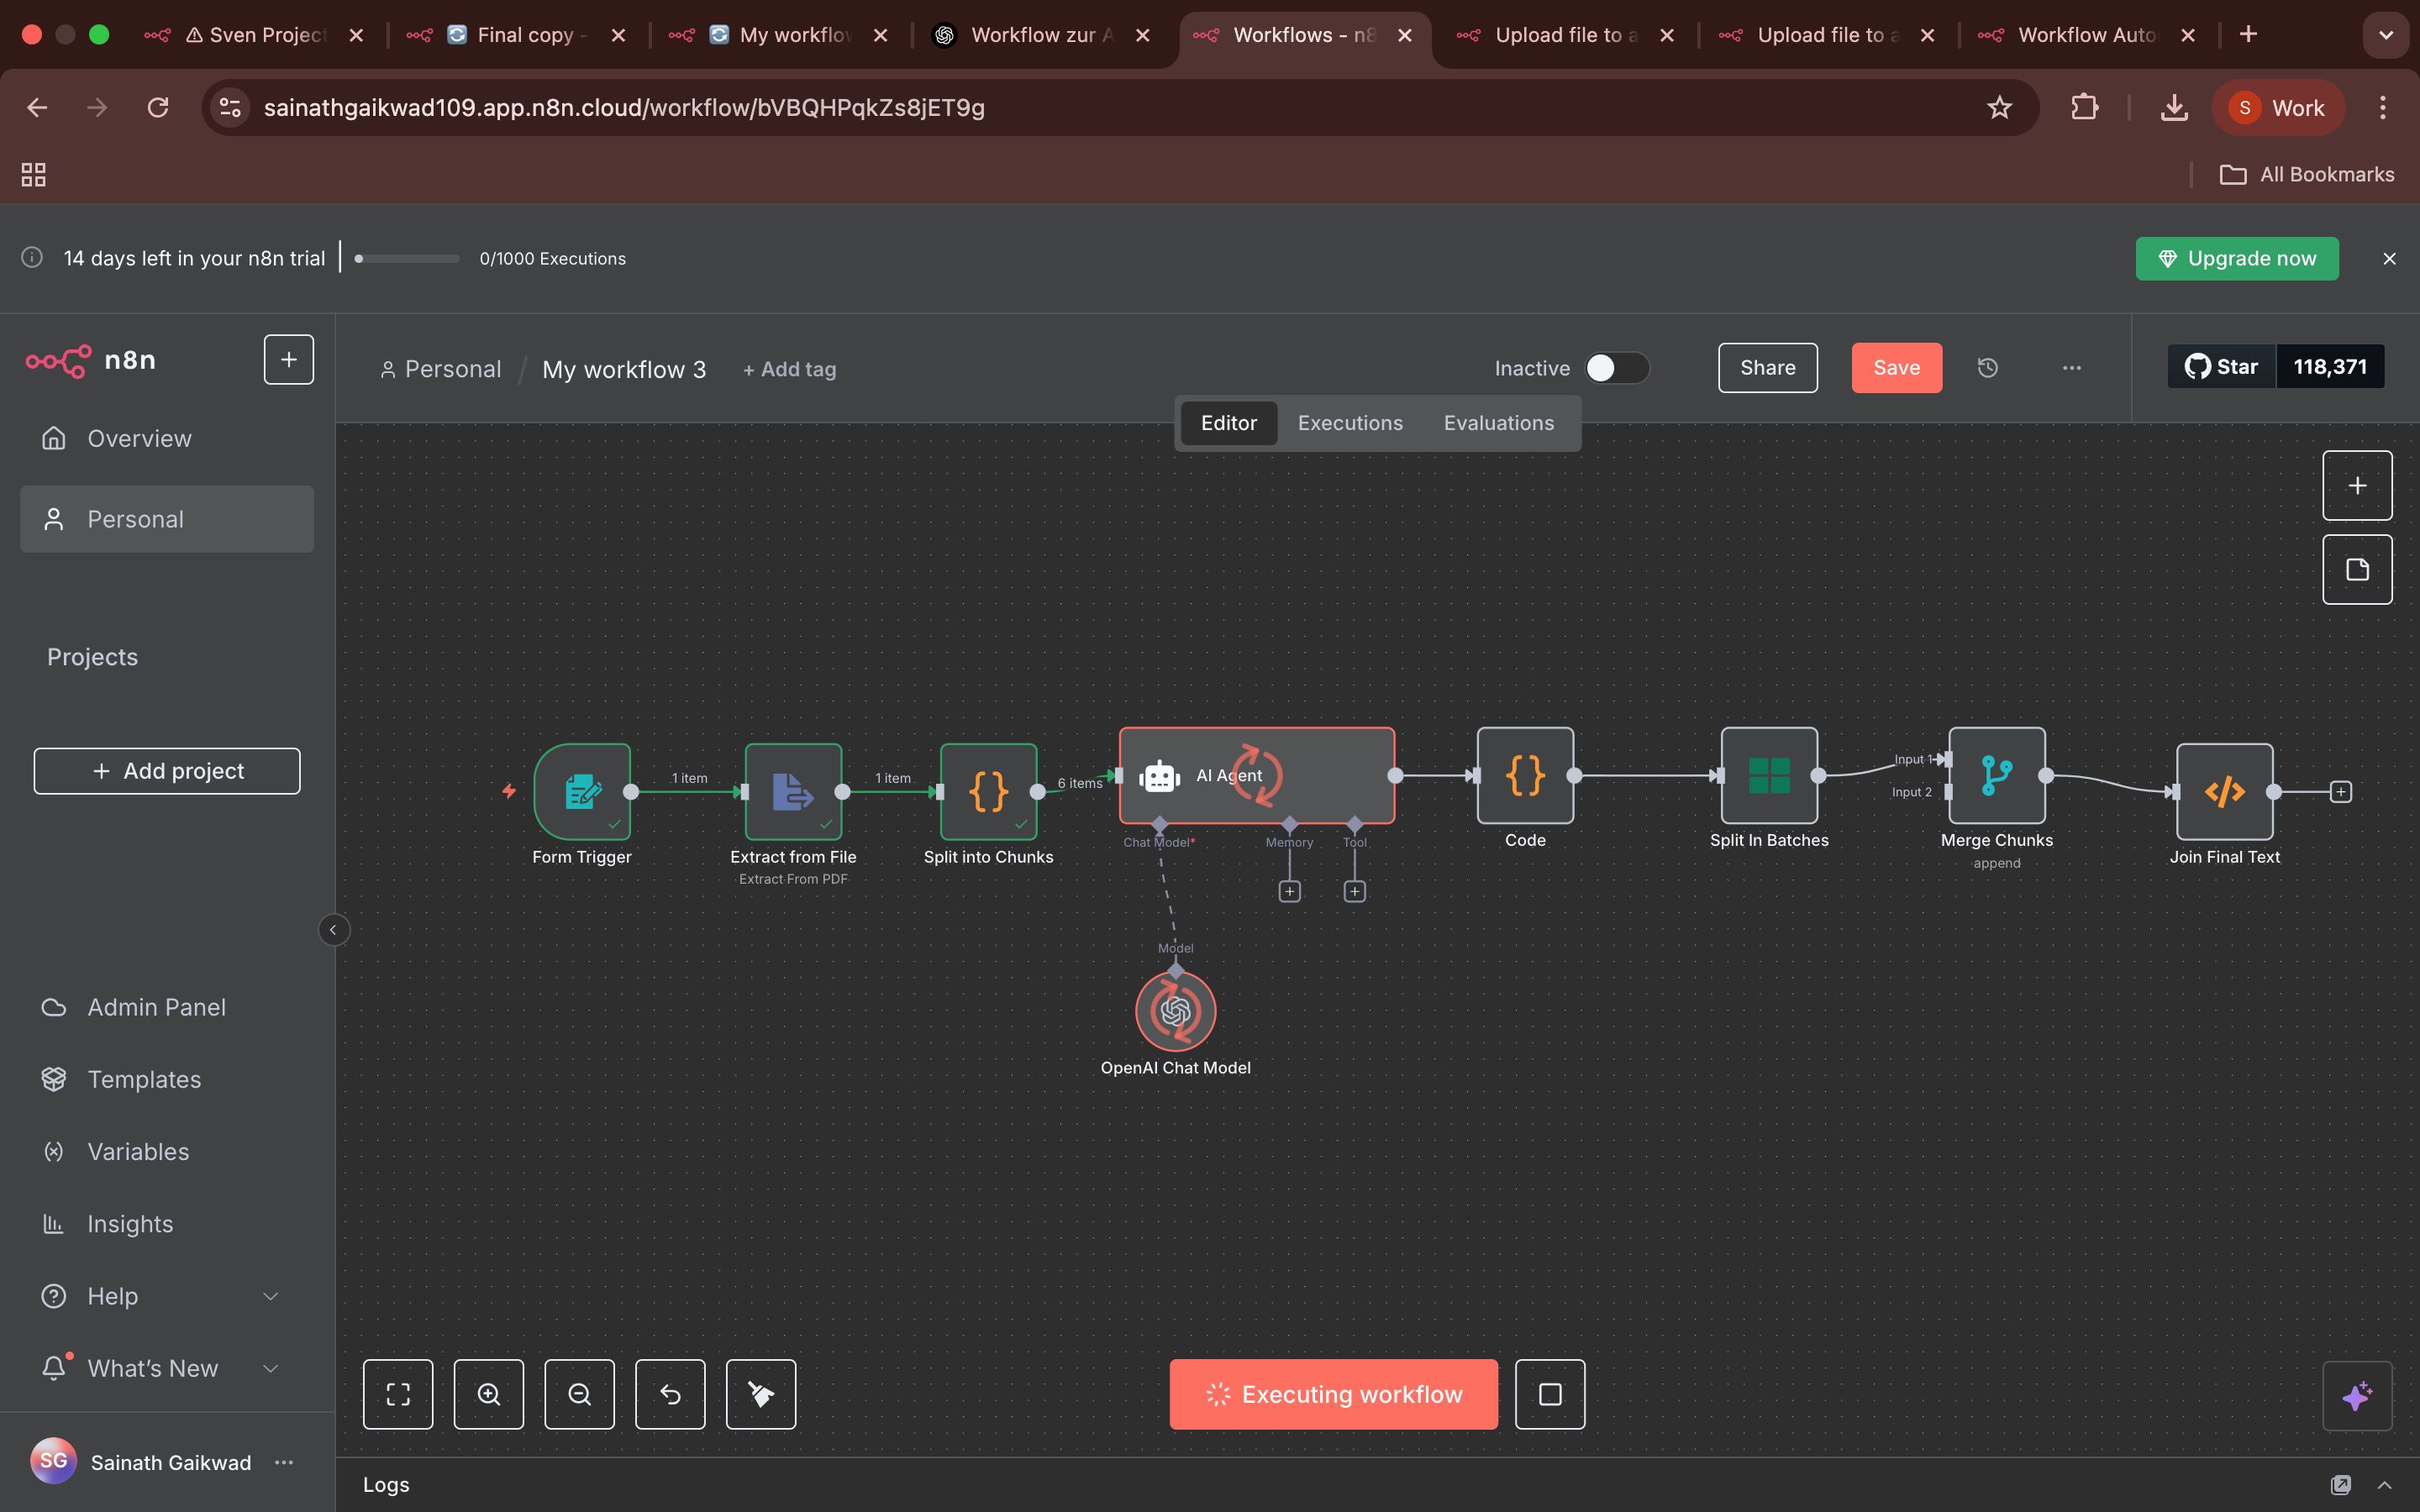 Sven Project
Final copy -
My workflow
Workflow zur A
Workflows - n8
Upload file to a
Upload file to a
Workflow Auto
sainathgaikwad109.app.n8n.cloud/workflow/bVBQHPqkZs8jET9g
S Work
All Bookmarks
14 days left in your n8n trial
0/1000 Executions
Upgrade now
n8n
Personal / My workflow 3 + Add tag
Inactive
Share
Save
Star 118,371
Editor Executions Evaluations
Overview
Personal
Projects
+ Add project
Admin Panel
Templates
Variables
Insights
Help
What's New
SG Sainath Gaikwad
1 item
1 item
6 items
AI Agent
Input 1
Input 2
Form Trigger
Extract from File
Extract From PDF
Split into Chunks
Chat Model*
Memory
Tool
Code
Split In Batches
Merge Chunks
append
Join Final Text
Model
OpenAI Chat Model
Executing workflow
Logs